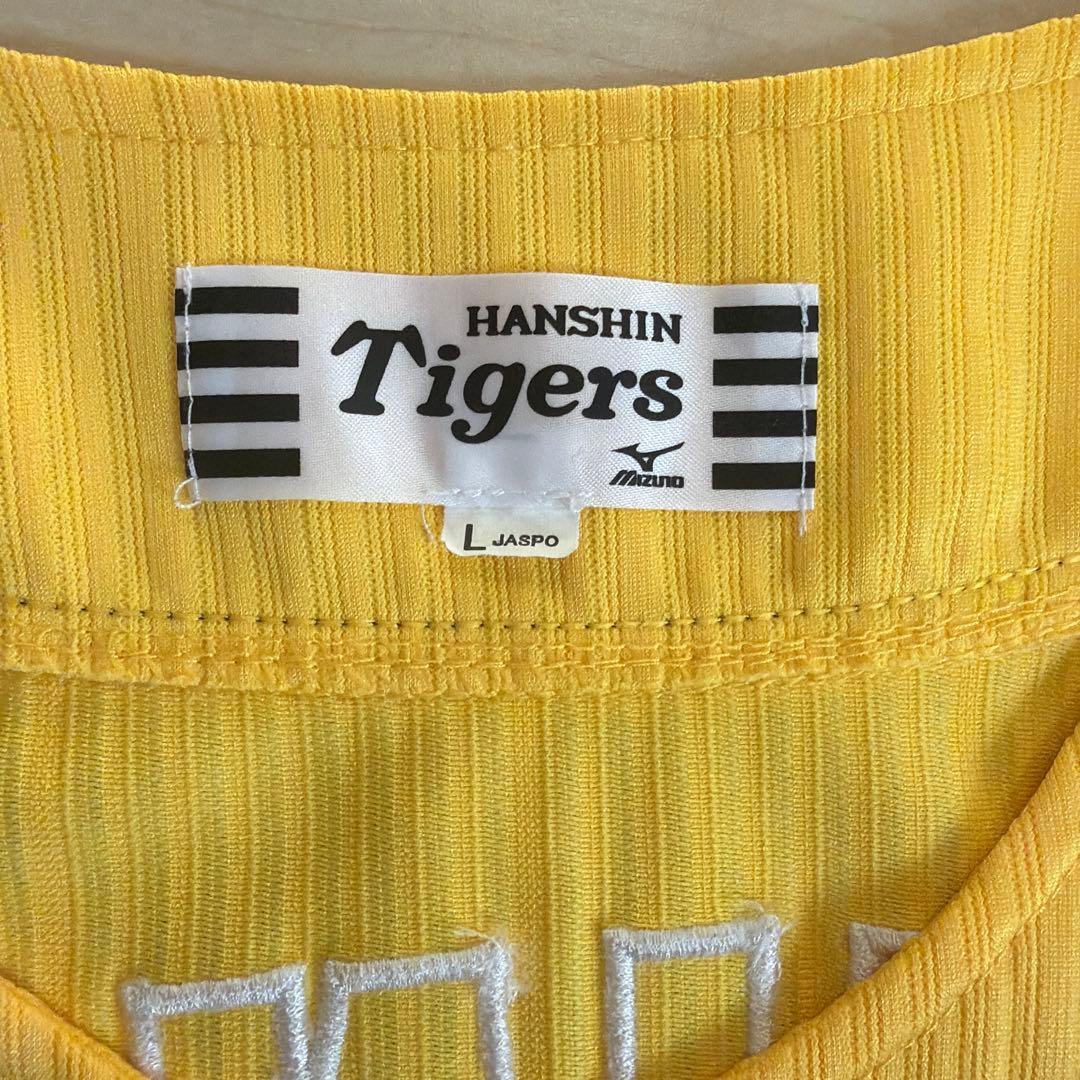 HANSHIN
Tigers
MIZUNO
L JASPO